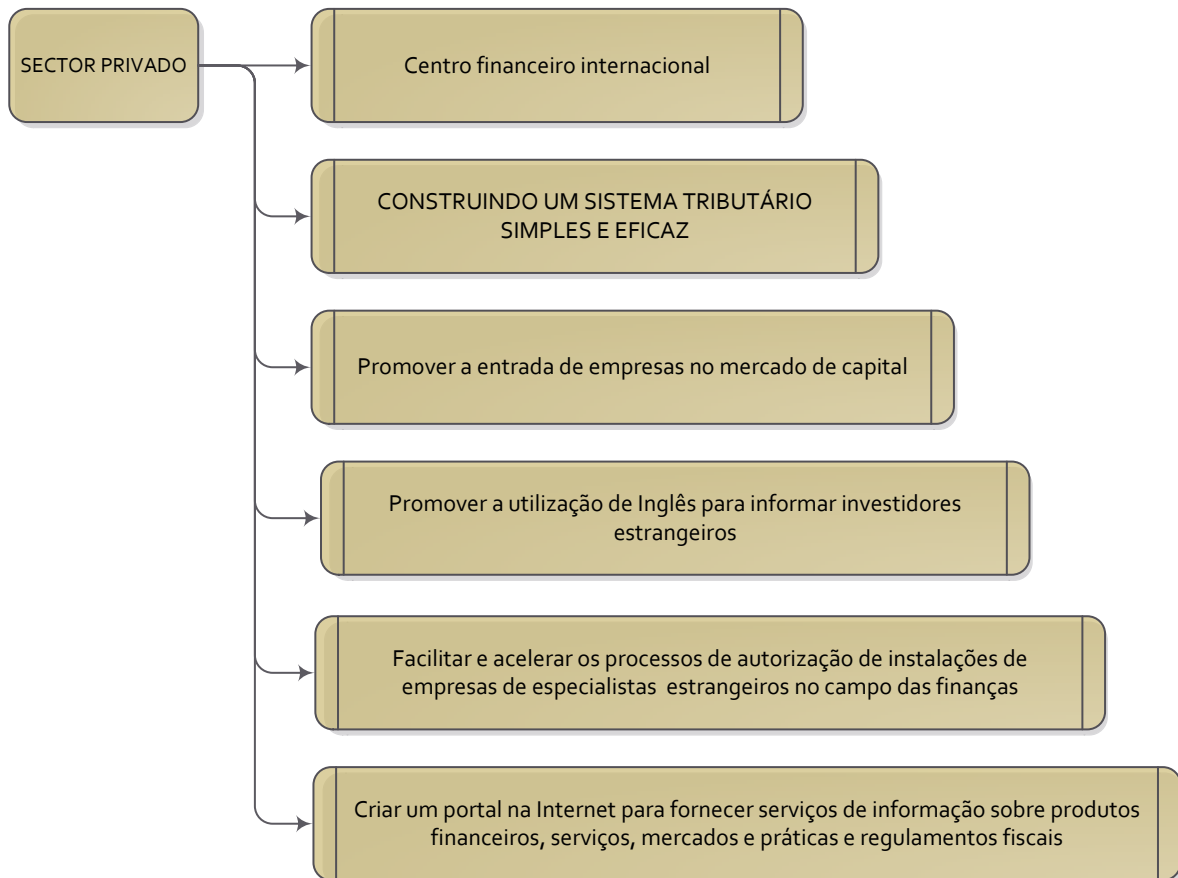 SECTOR PRIVADO
Centro financeiro internacional
CONSTRUINDO UM SISTEMA TRIBUTÁRIO
SIMPLES E EFICAZ
Promover a entrada de empresas no mercado de capital
Promover a utilização de Inglês para informar investidores
estrangeiros
Facilitar e acelerar os processos de autorização de instalações de
empresas de especialistas estrangeiros no campo das finanças
Criar um portal na Internet para fornecer serviços de informação sobre produtos
financeiros, serviços, mercados e práticas e regulamentos fiscais